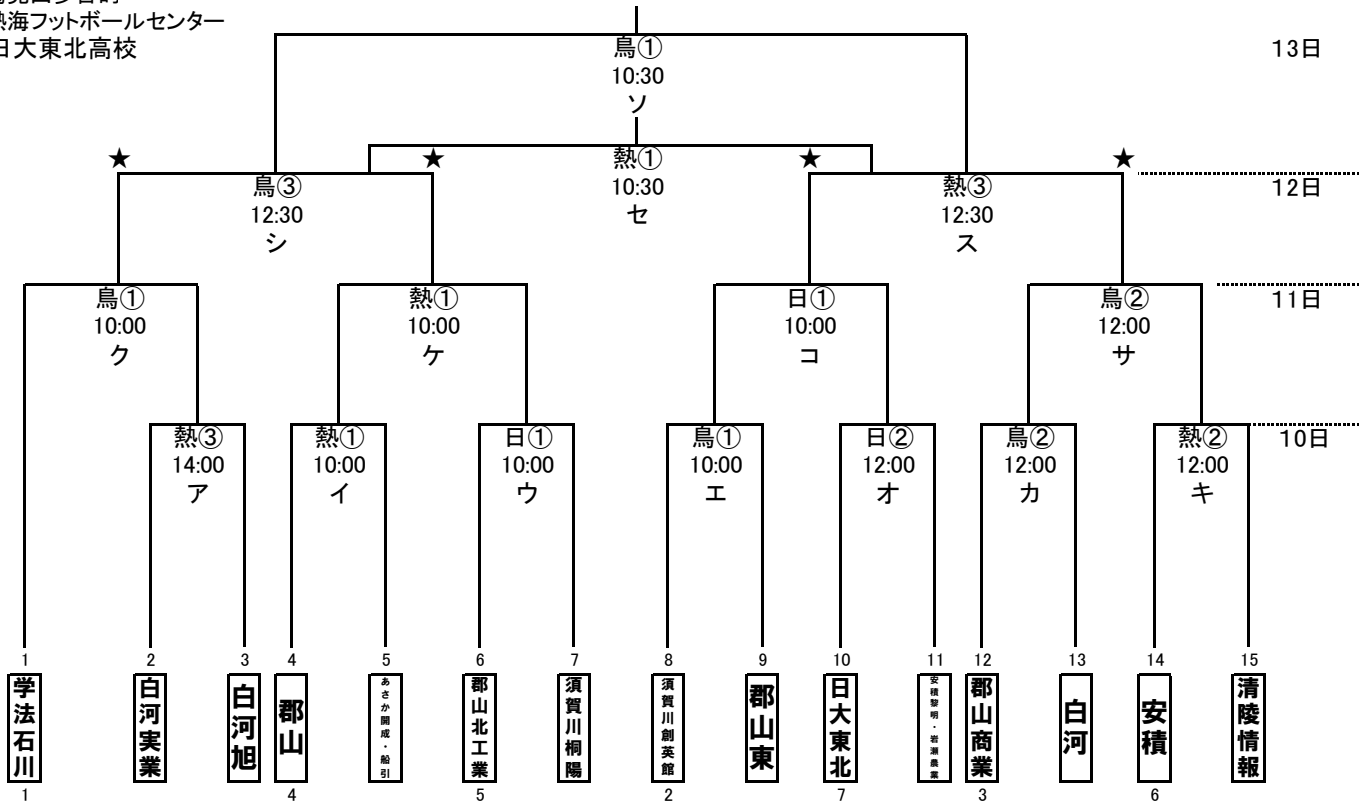 熱海フットボールセンター
日大東北高校
鳥①
10:30
ソ
13日
★ ★ ★ ★
熱①
10:30
セ
鳥③
12:30
シ
熱③
12:30
ス
12日
鳥①
10:00
ク
熱①
10:00
ケ
日①
10:00
コ
鳥②
12:00
サ
11日
熱③
14:00
ア
熱①
10:00
イ
日①
10:00
ウ
鳥①
10:00
エ
日②
12:00
オ
鳥②
12:00
カ
熱②
12:00
キ
10日
1 2 3 4 5 6 7 8 9 10 11 12 13 14 15
学法石川
白河実業
白河旭
郡山
あさか開成・船引
郡山北工業
須賀川桐陽
須賀川創英館
郡山東
日大東北
安積黎明・岩瀬農業
郡山商業
白河
安積
清陵情報
1 4 5 2 7 3 6